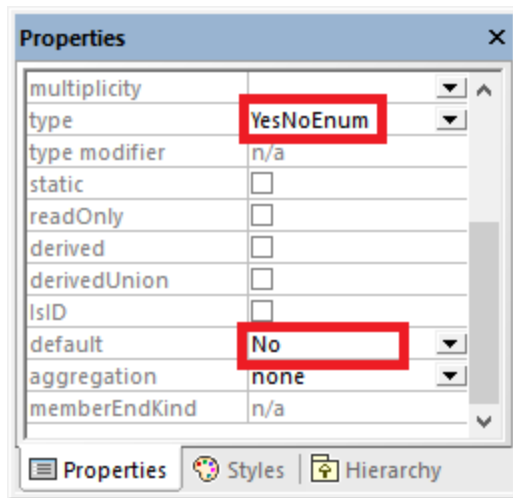 Properties
multiplicity
type YesNoEnum
type modifier n/a
static
readOnly
derived
derivedUnion
IsID
default No
aggregation none
memberEndKind n/a
Properties Styles Hierarchy